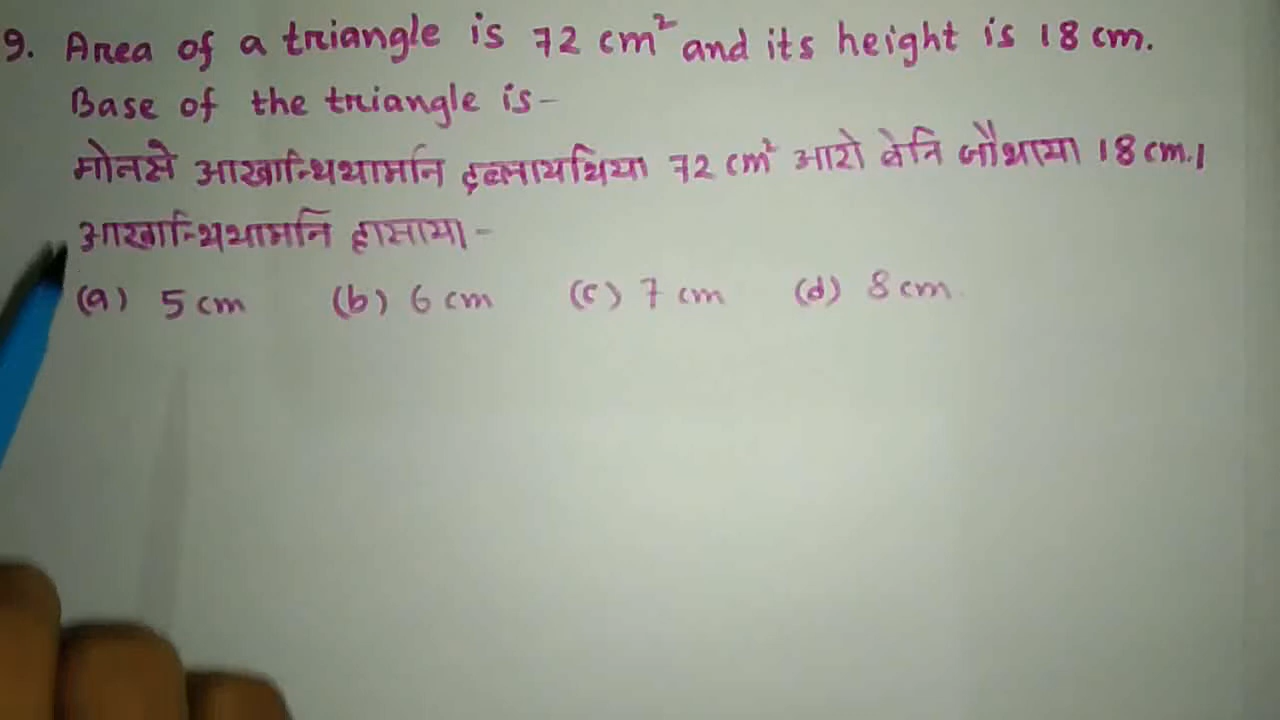 9. Area of a triangle is 72 cm² and its height is 18 cm.
Base of the triangle is-
मोनसे आखान्थिथामनि दब्लायथिया 72 cm² आरो बेनि जौथाया 18 cm.।
आखान्थिथामनि हासाया-
(a) 5 cm (b) 6 cm (c) 7 cm (d) 8 cm.